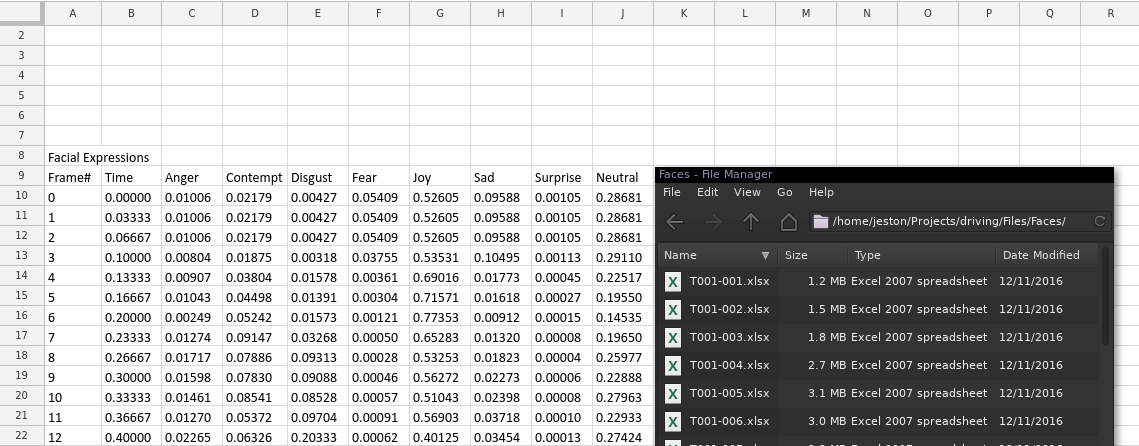 A B C D E F G H I J K L M N O P Q R
2
3
4
5
6
7
8 Facial Expressions
9 Frame# Time Anger Contempt Disgust Fear Joy Sad Surprise Neutral
10 0 0.00000 0.01006 0.02179 0.00427 0.05409 0.52605 0.09588 0.00105 0.28681
11 1 0.03333 0.01006 0.02179 0.00427 0.05409 0.52605 0.09588 0.00105 0.28681
12 2 0.06667 0.01006 0.02179 0.00427 0.05409 0.52605 0.09588 0.00105 0.28681
13 3 0.10000 0.00804 0.01875 0.00318 0.03755 0.53531 0.10495 0.00113 0.29110
14 4 0.13333 0.00907 0.03804 0.01578 0.00361 0.69016 0.01773 0.00045 0.22517
15 5 0.16667 0.01043 0.04498 0.01391 0.00304 0.71571 0.01618 0.00027 0.19550
16 6 0.20000 0.00249 0.05242 0.01573 0.00121 0.77353 0.00912 0.00015 0.14535
17 7 0.23333 0.01274 0.09147 0.03268 0.00050 0.65283 0.01320 0.00008 0.19650
18 8 0.26667 0.01717 0.07886 0.09313 0.00028 0.53253 0.01823 0.00004 0.25977
19 9 0.30000 0.01598 0.07830 0.09088 0.00046 0.56272 0.02273 0.00006 0.22888
20 10 0.33333 0.01461 0.08541 0.08528 0.00057 0.51043 0.02398 0.00008 0.27963
21 11 0.36667 0.01270 0.05372 0.09704 0.00091 0.56903 0.03718 0.00010 0.22933
22 12 0.40000 0.02265 0.06326 0.20333 0.00062 0.40125 0.03454 0.00013 0.27424
Faces - File Manager
File Edit View Go Help
/home/jeston/Projects/driving/Files/Faces/
Name Size Type Date Modified
T001-001.xlsx 1.2 MB Excel 2007 spreadsheet 12/11/2016
T001-002.xlsx 1.5 MB Excel 2007 spreadsheet 12/11/2016
T001-003.xlsx 1.8 MB Excel 2007 spreadsheet 12/11/2016
T001-004.xlsx 2.7 MB Excel 2007 spreadsheet 12/11/2016
T001-005.xlsx 3.1 MB Excel 2007 spreadsheet 12/11/2016
T001-006.xlsx 3.0 MB Excel 2007 spreadsheet 12/11/2016